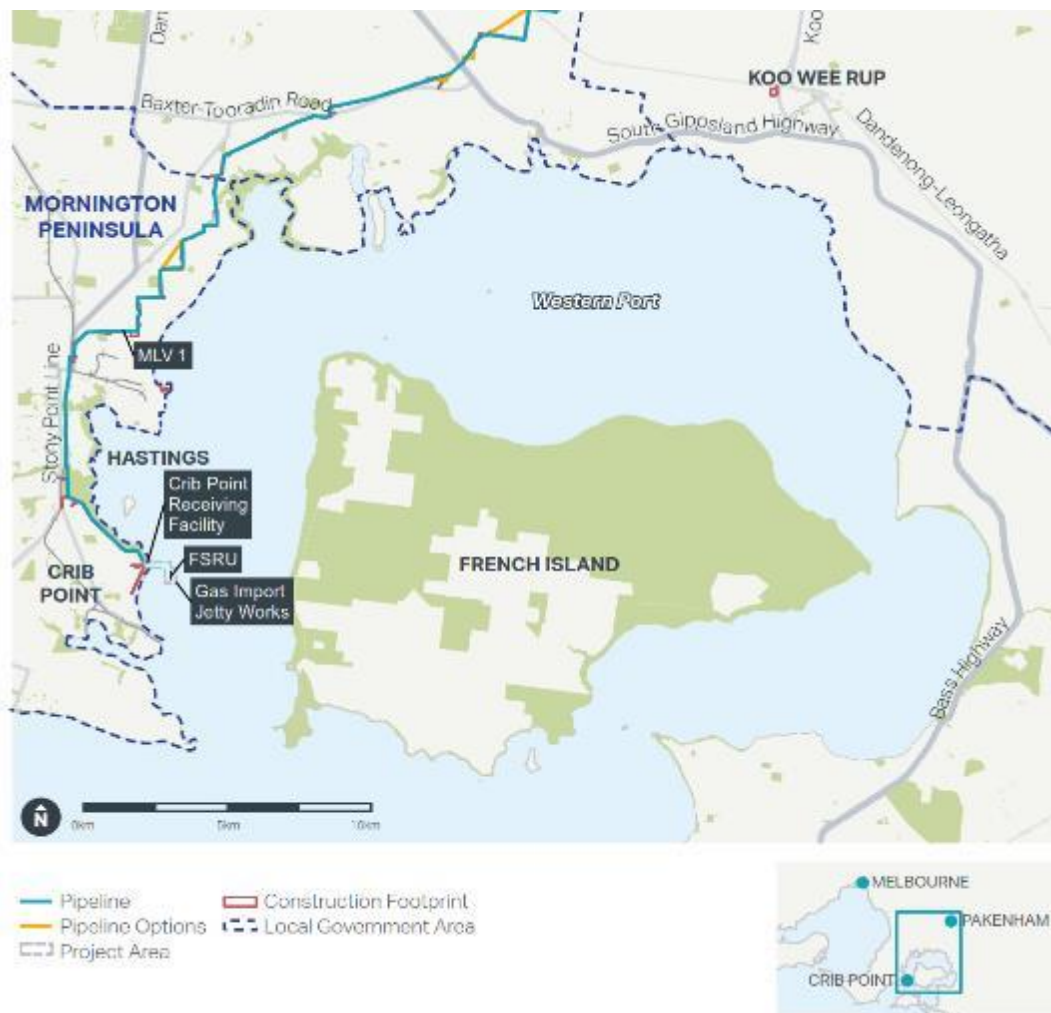 Dan
Koo
KOO WEE RUP
Baxter-Tooradin Road
South Gippsland Highway
Dandenong-Leongatha
MORNINGTON
PENINSULA
Western Port
MLV 1
Stony Point Line
HASTINGS
Crib Point
Receiving
Facility
FSRU
Gas Import
Jetty Works
CRIB
POINT
FRENCH ISLAND
Bass Highway
N
0km
5km
10km
Pipeline
Pipeline Options
Project Area
Construction Footprint
Local Government Area
MELBOURNE
PAKENHAM
CRIB POINT